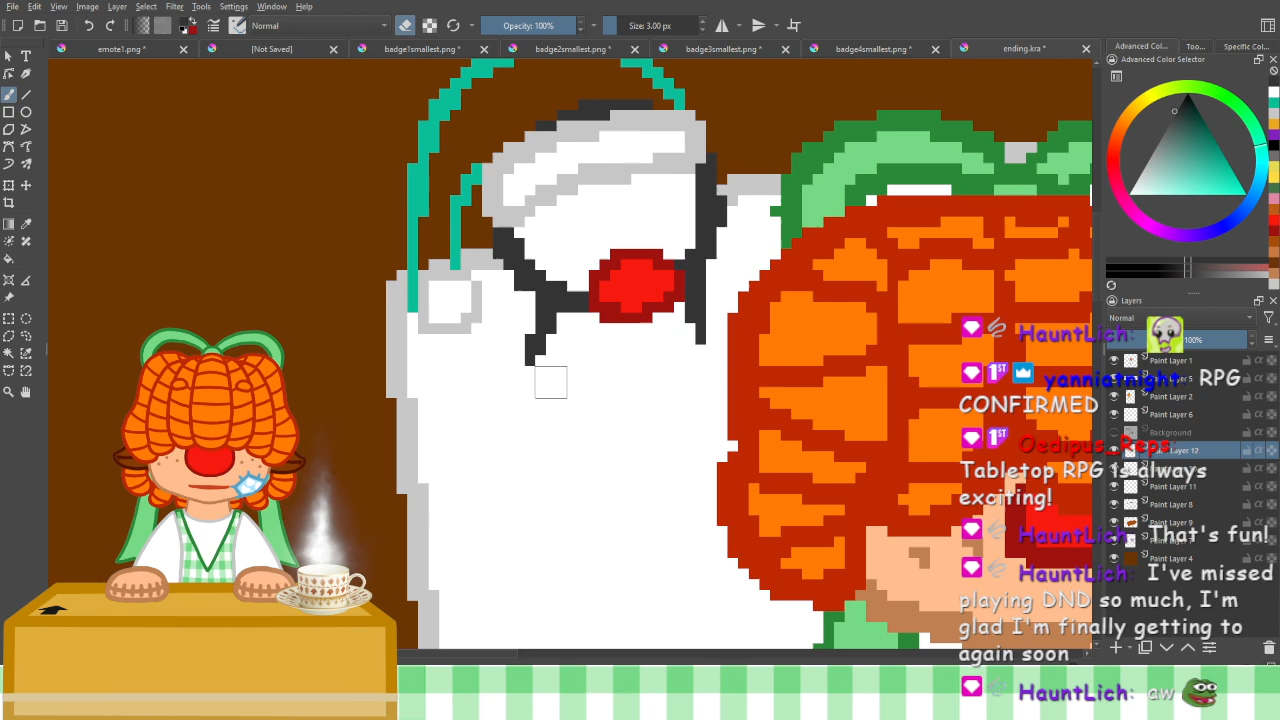 File Edit View Image Layer Select Filter Tools Settings Window Help
Normal Opacity: 100% Size: 3.00 px
emote1.png * [Not Saved] badge1smallest.png * badge2smallest.png * badge3smallest.png * badge4smallest.png * ending.kra *
Advanced Col... Too... Specific Col...
Advanced Color Selector
Layers
Normal 100%
Paint Layer 1
Paint Layer 2
Paint Layer 6
Background
Layer 12
Layer 11
Paint Layer 8
Paint Layer 9
Paint Layer 4
HauntLich:
yanniatnight: RPG
CONFIRMED
Oedipus_Reps:
Tabletop RPG is always
exciting!
HauntLich: That's fun!
HauntLich: I've missed
playing DND so much, I'm
glad I'm finally getting to
again soon
HauntLich: aw